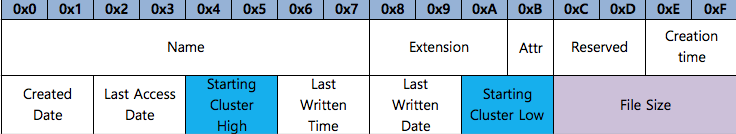 0x0 0x1 0x2 0x3 0x4 0x5 0x6 0x7 0x8 0x9 0xA 0xB 0xC 0xD 0xE 0xF
Name Extension Attr Reserved Creation
time
Created
Date
Last Access
Date
Starting
Cluster
High
Last
Written
Time
Last
Written
Date
Starting
Cluster Low
File Size